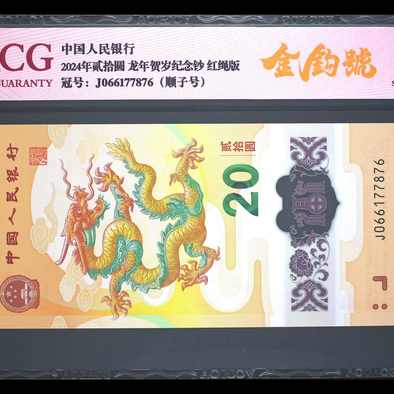 CG
UARANTY
中国人民银行
2024年贰拾圆 龙年贺岁纪念钞 红绳版
冠号：J066177876（顺子号）
金钩號
中國人民銀行
贰拾圓
20
J066177876